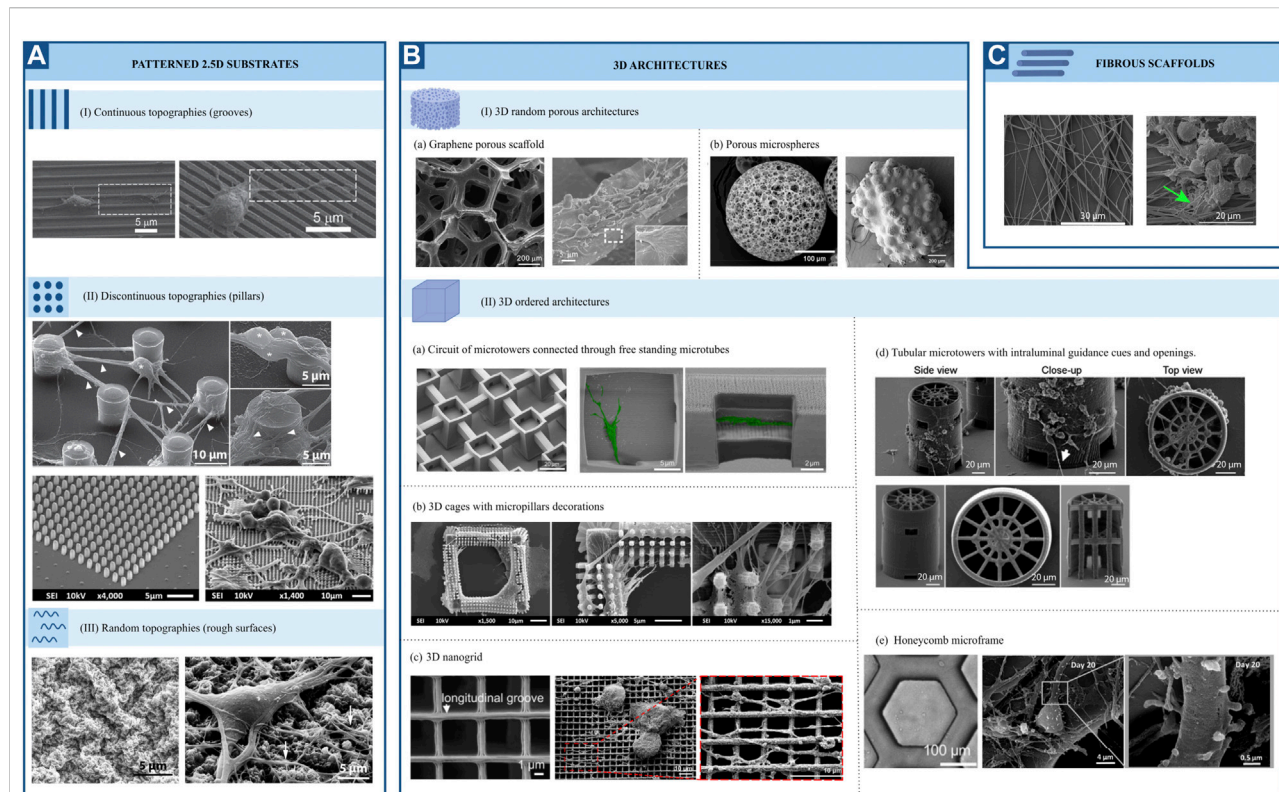 A
PATTERNED 2.5D SUBSTRATES
(I) Continuous topographies (grooves)
5 µm
5 µm
(II) Discontinuous topographies (pillars)
10 µm
5 µm
5 µm
SEI 10kV x4,000 5µm
SEI 10kV x1,400 10µm
(III) Random topographies (rough surfaces)
5 µm
5 µm
B
3D ARCHITECTURES
(I) 3D random porous architectures
(a) Graphene porous scaffold
200 µm
(b) Porous microspheres
100 µm
200 µm
(II) 3D ordered architectures
(a) Circuit of microtowers connected through free standing microtubes
5µm
2µm
(b) 3D cages with micropillars decorations
SEI 10kV x1,500 10µm
SEI 10kV x5,000 5µm
SEI 10kV x15,000 1µm
(c) 3D nanogrid
longitudinal groove
1 µm
10 µm
10 µm
(d) Tubular microtowers with intraluminal guidance cues and openings.
Side view
Close-up
Top view
20 µm
20 µm
20 µm
20 µm
20 µm
20 µm
(e) Honeycomb microframe
100 µm
Day 20
4 µm
Day 20
0.5 µm
C
FIBROUS SCAFFOLDS
30 µm
20 µm